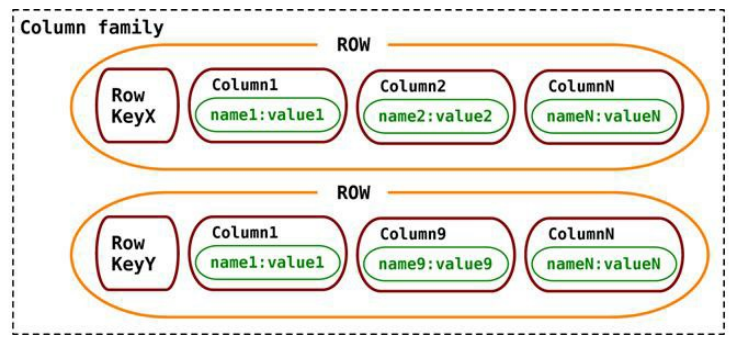 Column family
ROW
Row
KeyX
Column1
name1:value1
Column2
name2:value2
ColumnN
nameN:valueN
ROW
Row
KeyY
Column1
name1:value1
Column9
name9:value9
ColumnN
nameN:valueN